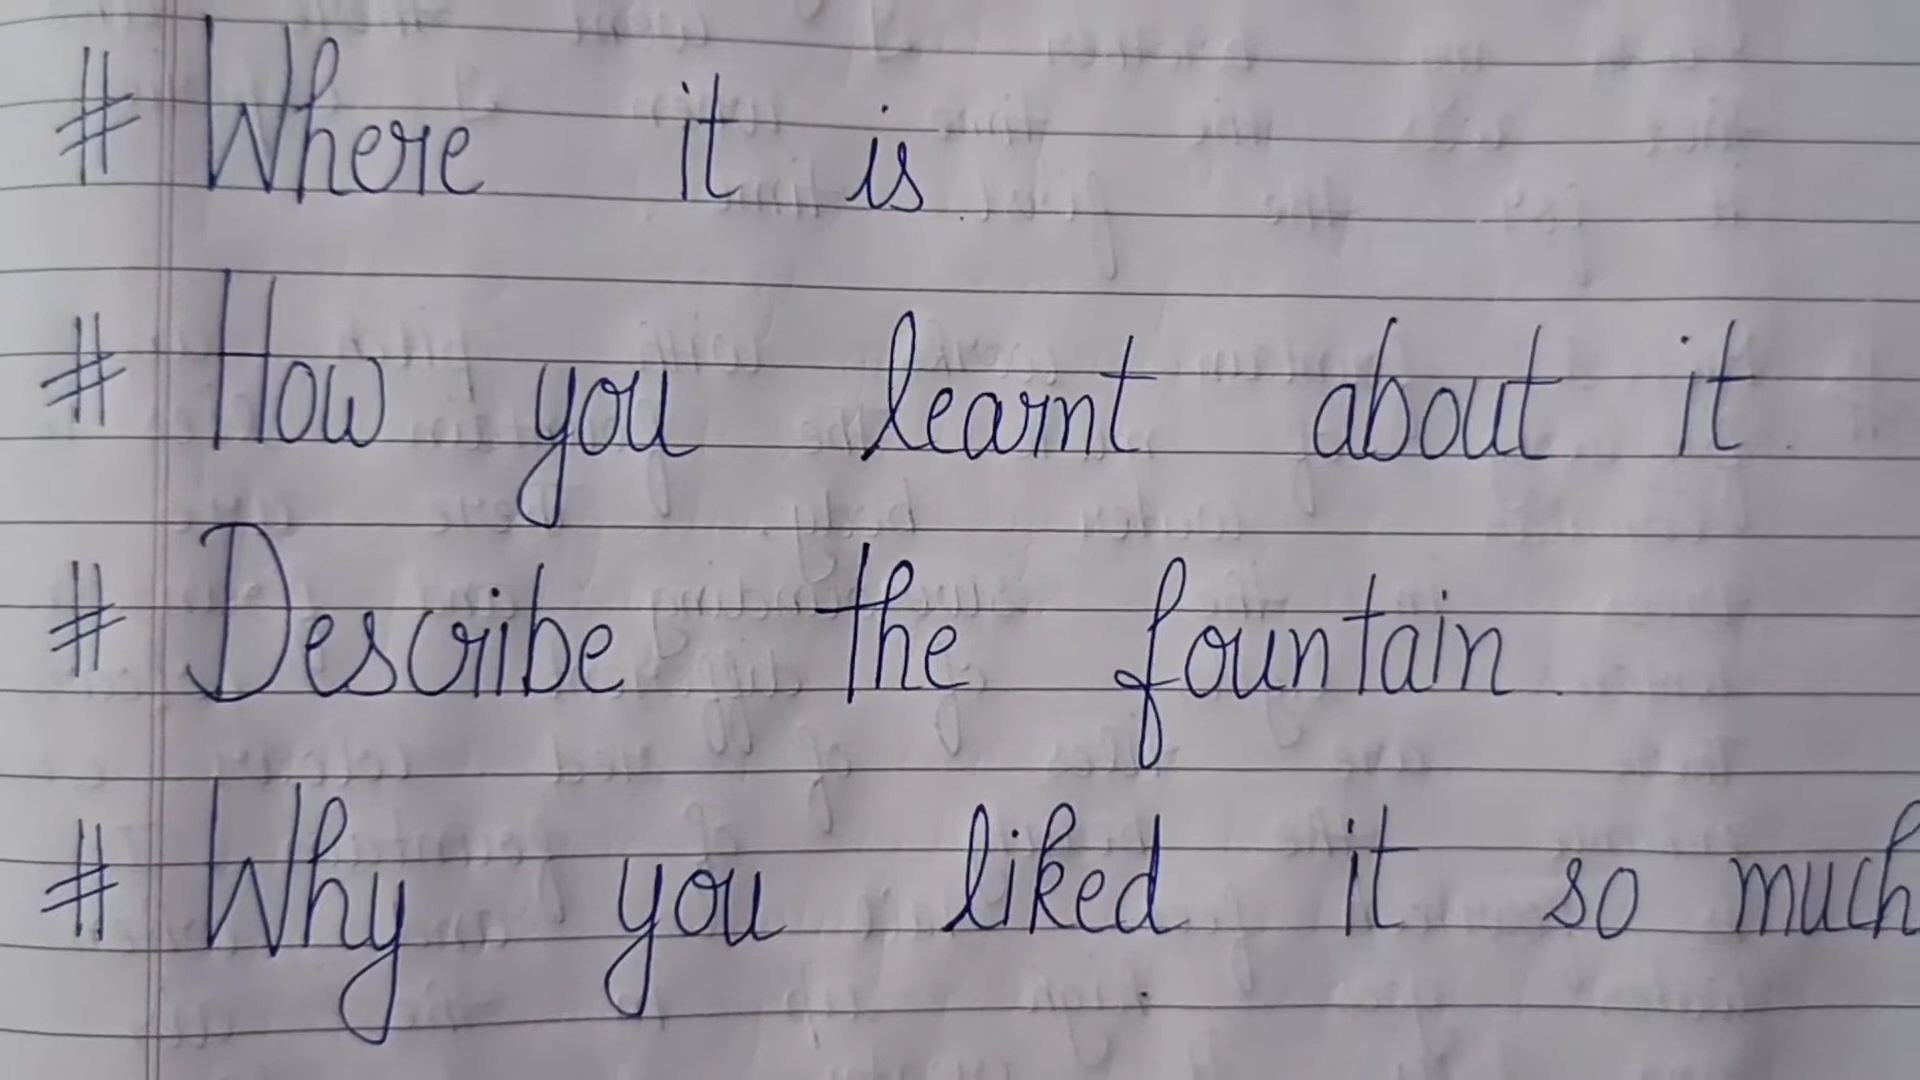 # Where it is
# How you learnt about it
# Describe the fountain
# Why you liked it so much